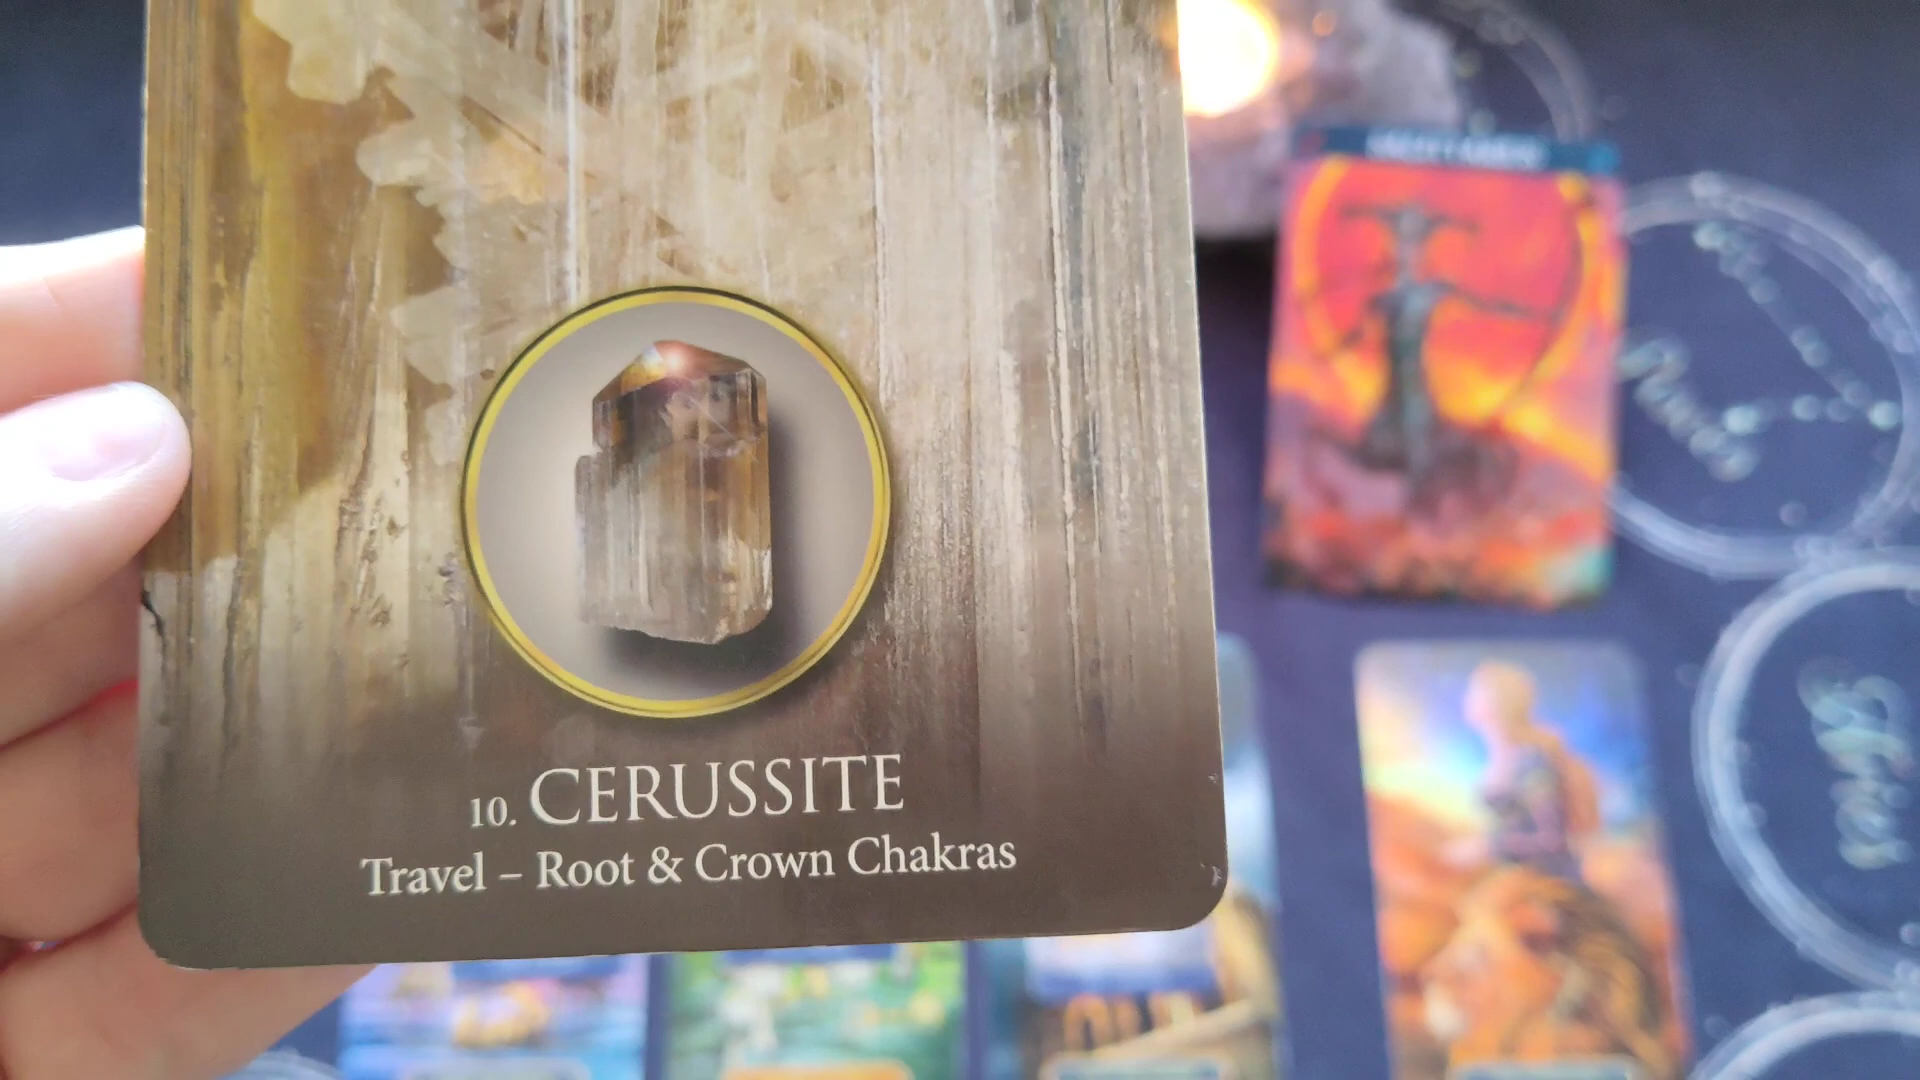 10. CERUSSITE
Travel – Root & Crown Chakras